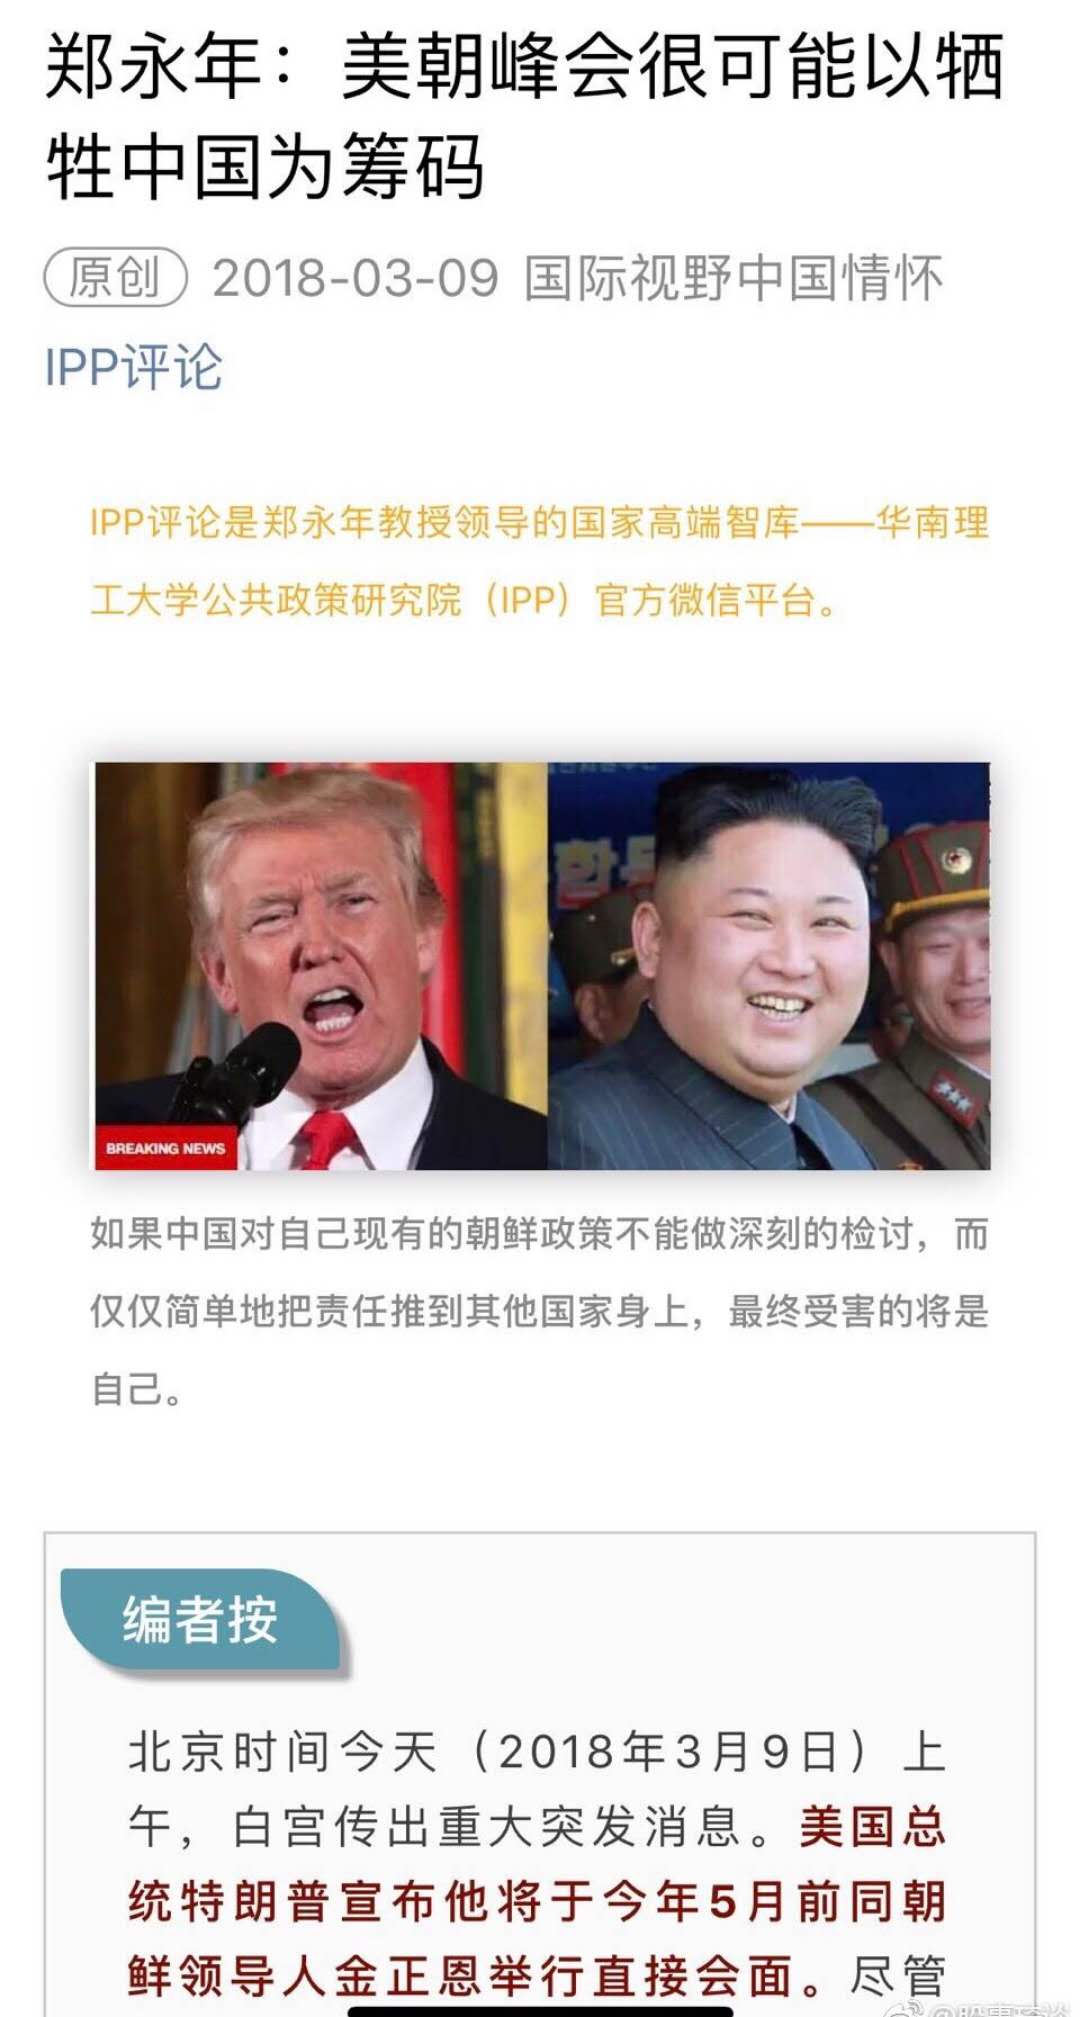 郑永年：美朝峰会很可能以牺
牲中国为筹码
原创 2018-03-09 国际视野中国情怀
IPP评论
IPP评论是郑永年教授领导的国家高端智库——华南理
工大学公共政策研究院（IPP）官方微信平台。
BREAKING NEWS
如果中国对自己现有的朝鲜政策不能做深刻的检讨，而
仅仅简单地把责任推到其他国家身上，最终受害的将是
自己。
编者按
北京时间今天（2018年3月9日）上
午，白宫传出重大突发消息。美国总
统特朗普宣布他将于今年5月前同朝
鲜领导人金正恩举行直接会面。尽管